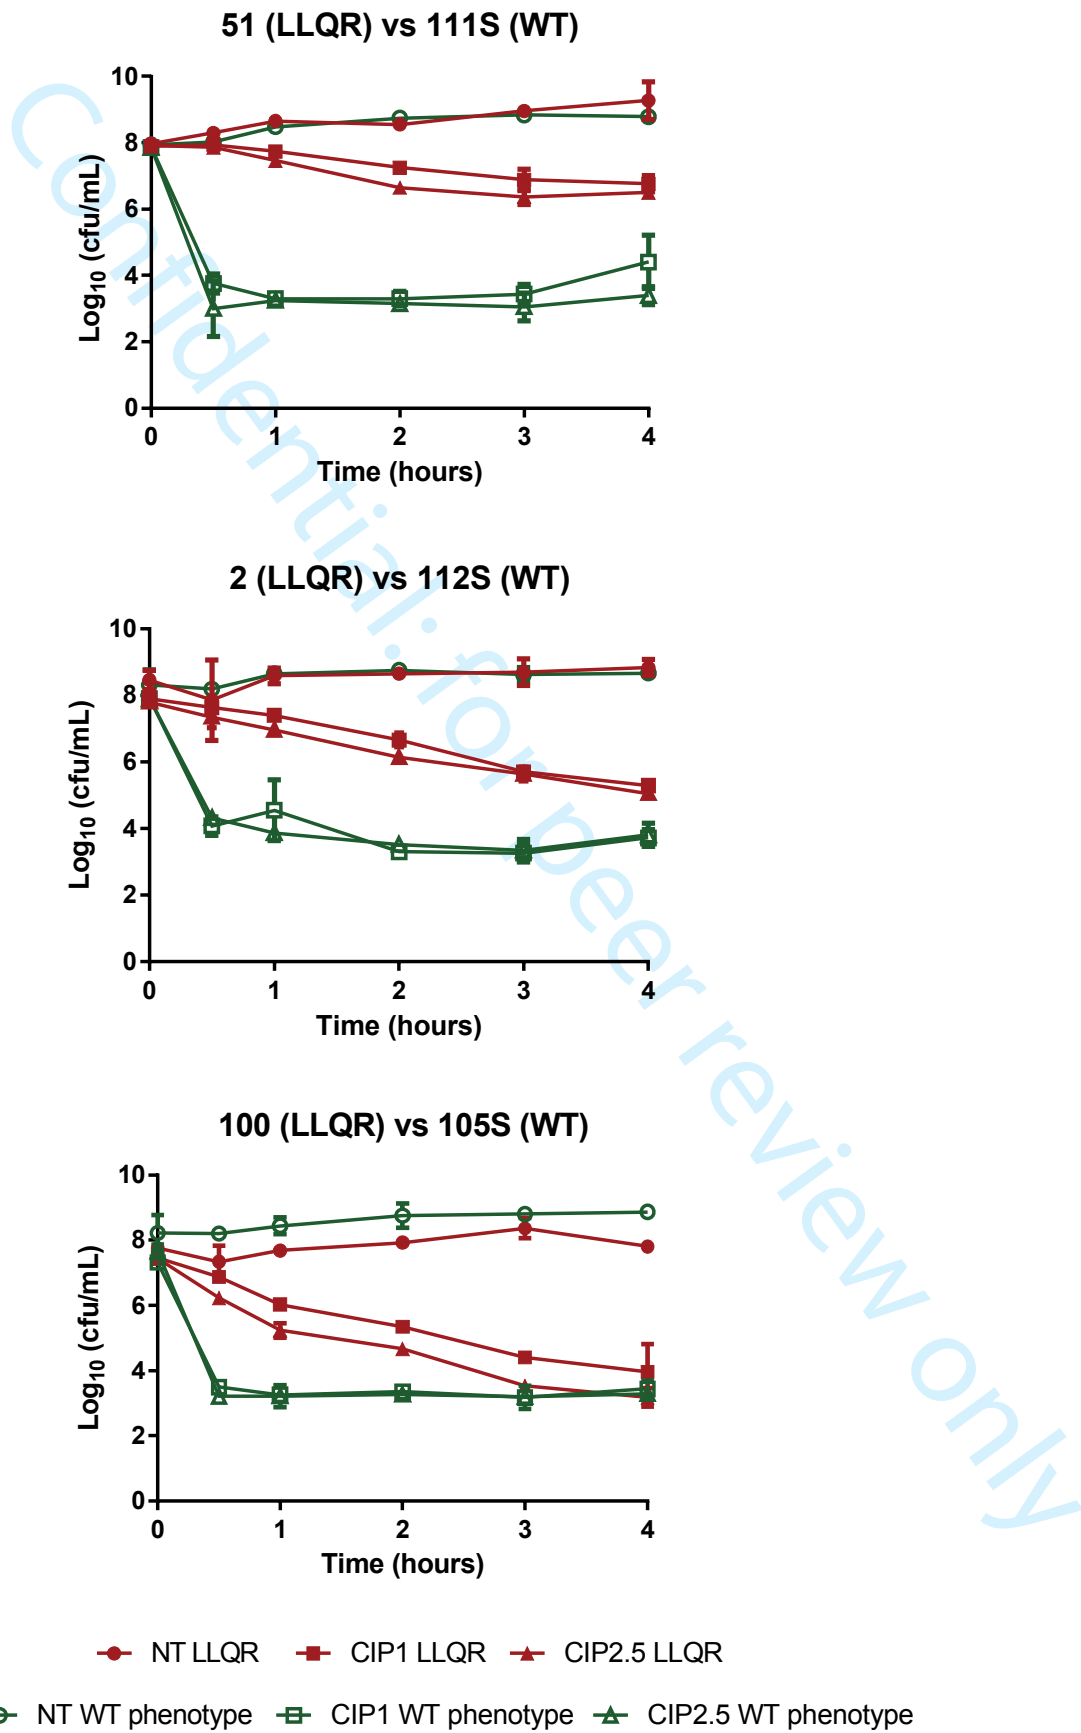 51 (LLQR) vs 111S (WT)
10
8
6
4
2
0
Log10 (cfu/mL)
0 1 2 3 4
Time (hours)
2 (LLQR) vs 112S (WT)
10
8
6
4
2
0
Log10 (cfu/mL)
0 1 2 3 4
Time (hours)
100 (LLQR) vs 105S (WT)
10
8
6
4
2
0
Log10 (cfu/mL)
0 1 2 3 4
Time (hours)
NT LLQR CIP1 LLQR CIP2.5 LLQR
NT WT phenotype CIP1 WT phenotype CIP2.5 WT phenotype
Confidential: for peer review only